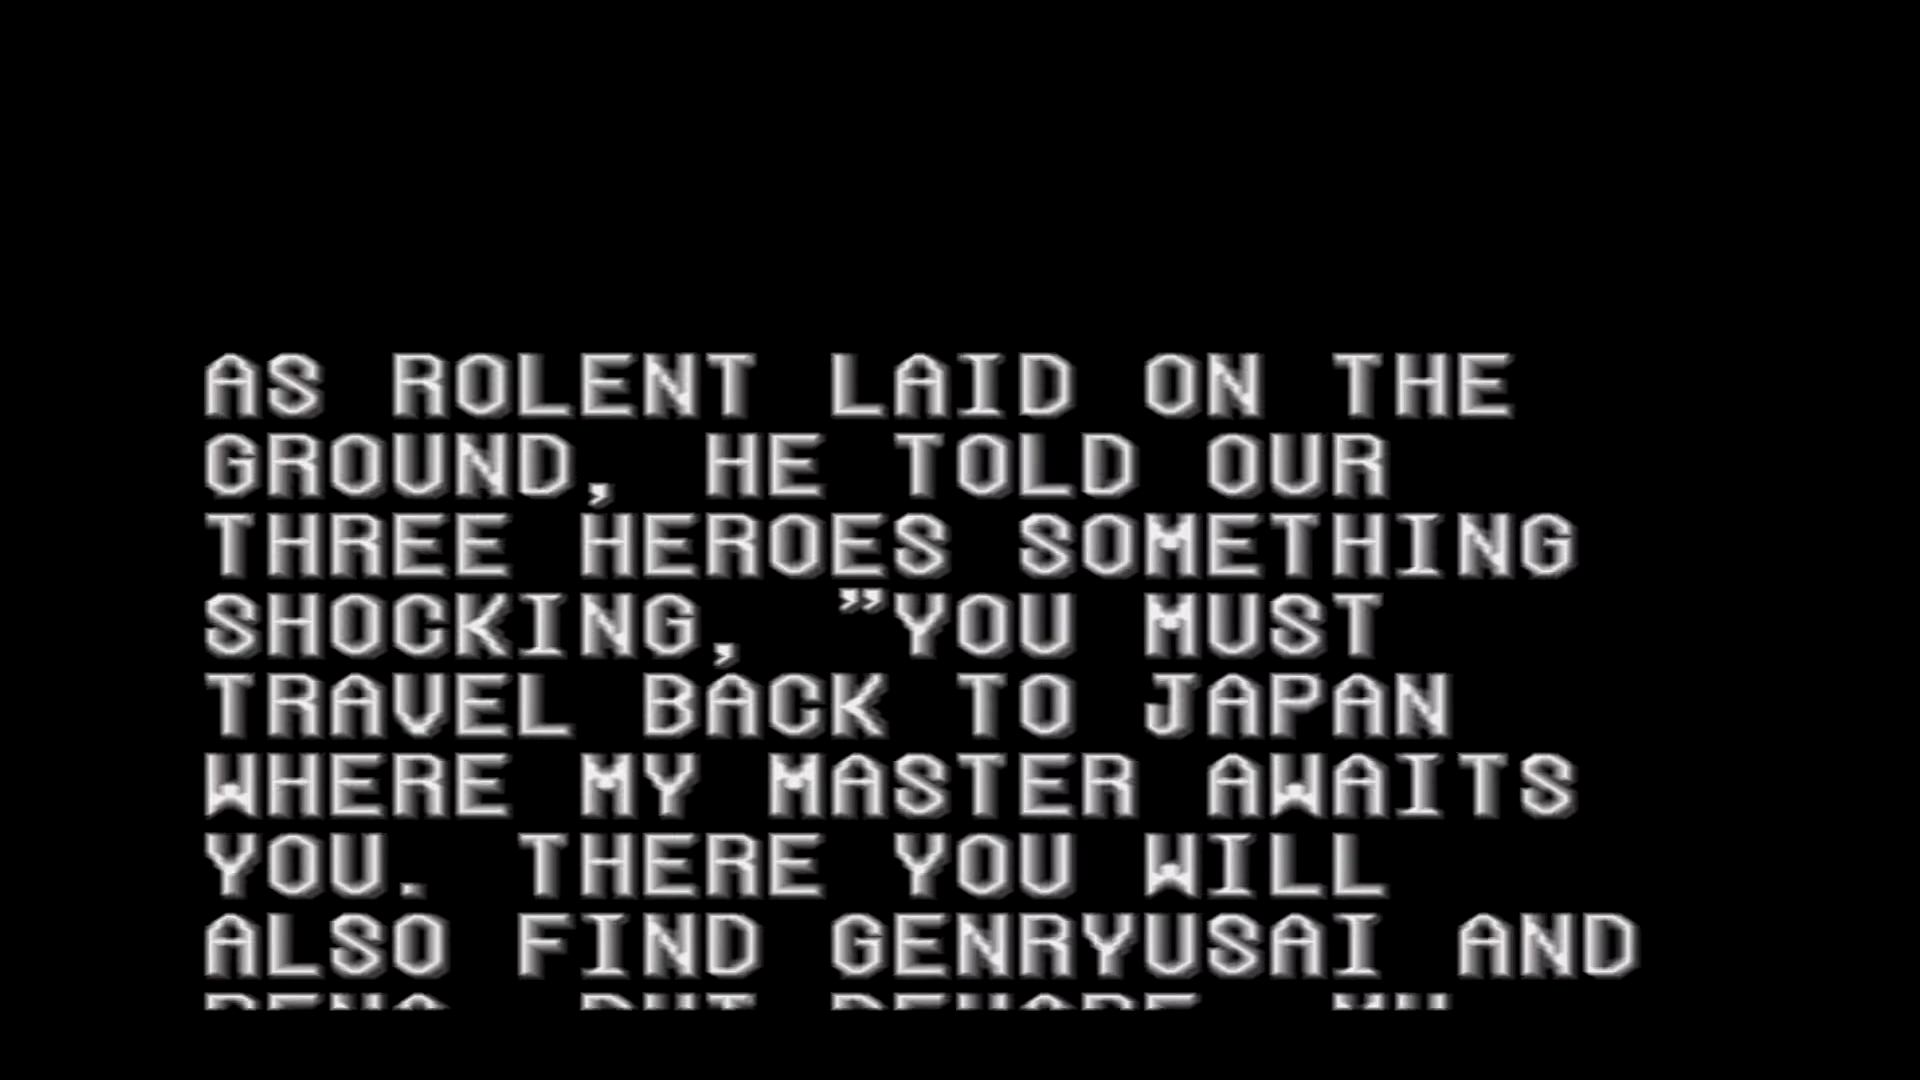 AS ROLENT LAID ON THE
GROUND, HE TOLD OUR
THREE HEROES SOMETHING
SHOCKING, ”YOU MUST
TRAVEL BACK TO JAPAN
WHERE MY MASTER AWAITS
YOU. THERE YOU WILL
ALSO FIND GENRYUSAI AND